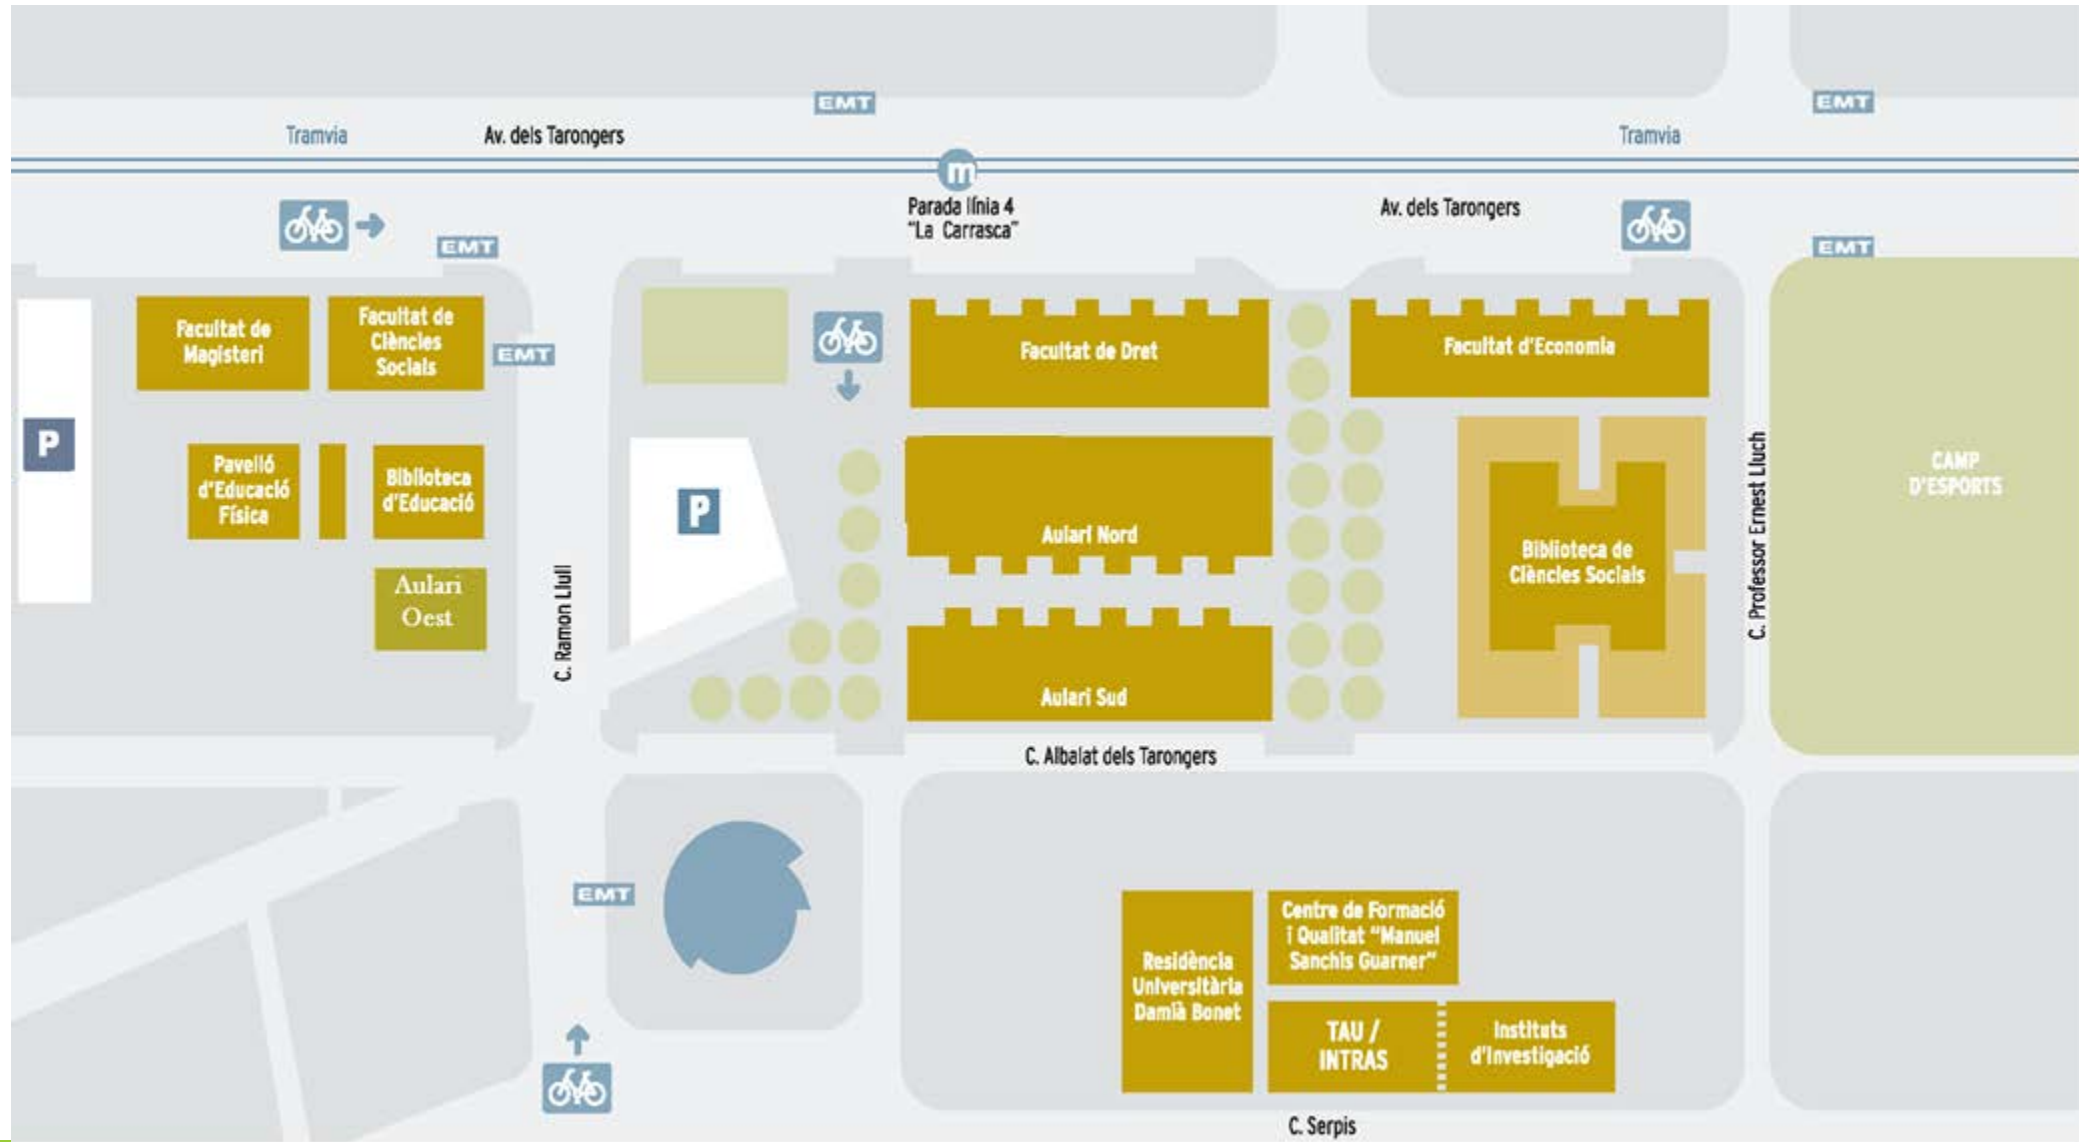 EMT
EMT
Tramvia
Av. dels Tarongers
Tramvia
m
Parada línia 4
"La Carrasca"
Av. dels Tarongers
EMT
EMT
Facultat de
Magisteri
Facultat de
Ciències
Socials
EMT
Facultat de Dret
Facultat d'Economia
P
Pavelló
d'Educació
Física
Biblioteca
d'Educació
P
Aulari Nord
Biblioteca de
Ciències Socials
C. Professor Ernest Lluch
CAMP
D'ESPORTS
Aulari
Oest
C. Ramon Llull
Aulari Sud
C. Albalat dels Tarongers
EMT
Residència
Universitària
Damià Bonet
Centre de Formació
i Qualitat "Manuel
Sanchis Guarner"
TAU /
INTRAS
Instituts
d'Investigació
C. Serpis